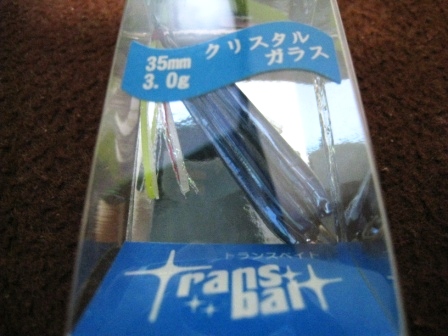 35mm
3.0g
クリスタル
ガラス
トランスベイト
Trans
bait